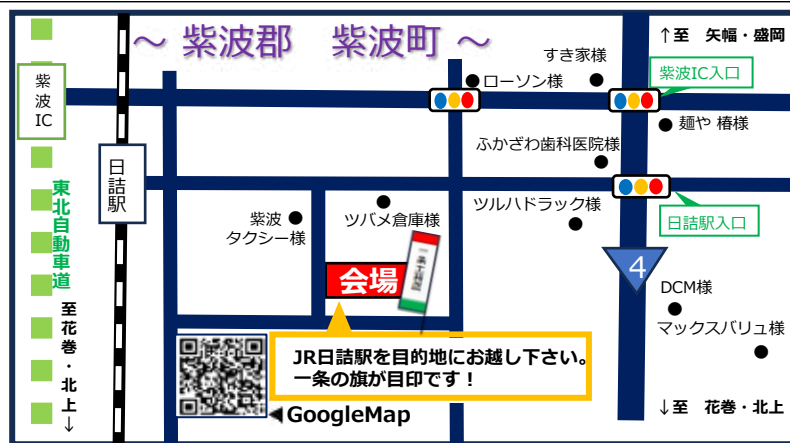 ～ 紫波郡　紫波町 ～
↑至　矢幅・盛岡
すき家様
紫波IC入口
ローソン様
紫波IC
麺や 椿様
ふかざわ歯科医院様
日詰駅
東北自動車道
紫波
タクシー様
ツバメ倉庫様
ツルハドラック様
日詰駅入口
4
会場
DCM様
マックスバリュ様
至花巻・北上↓
JR日詰駅を目的地にお越し下さい。
一条の旗が目印です！
◀GoogleMap
↓至　花巻・北上